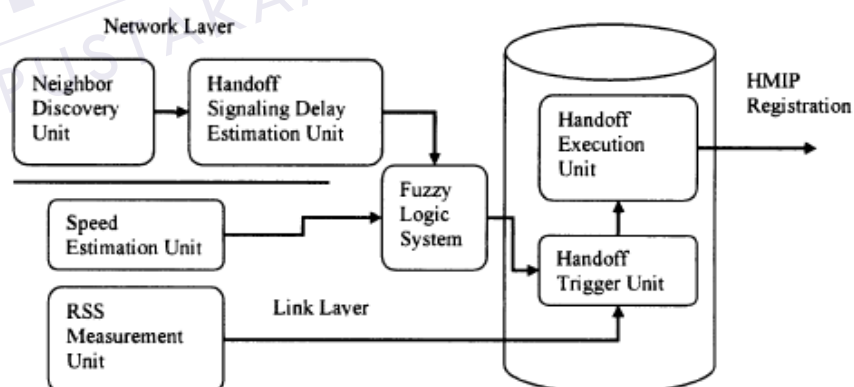 Network Layer
Neighbor
Discovery
Unit
Handoff
Signaling Delay
Estimation Unit
Speed
Estimation Unit
RSS
Measurement
Unit
Link Layer
Fuzzy
Logic
System
Handoff
Execution
Unit
Handoff
Trigger Unit
HMIP
Registration